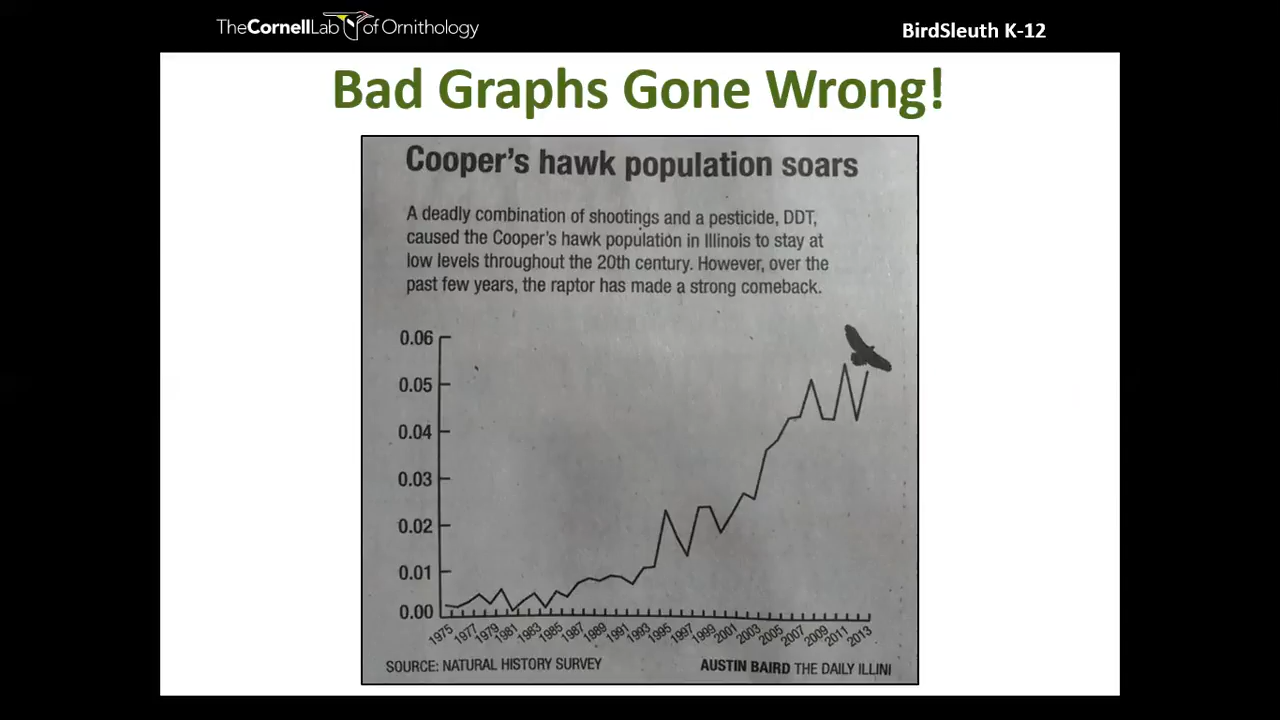 TheCornellLab of Ornithology
BirdSleuth K-12
Bad Graphs Gone Wrong!
Cooper's hawk population soars
A deadly combination of shootings and a pesticide, DDT,
caused the Cooper's hawk population in Illinois to stay at
low levels throughout the 20th century. However, over the
past few years, the raptor has made a strong comeback.
0.06
0.05
0.04
0.03
0.02
0.01
0.00
1975 1977 1979 1981 1983 1985 1987 1989 1991 1993 1995 1997 1999 2001 2003 2005 2007 2009 2011 2013
SOURCE: NATURAL HISTORY SURVEY
AUSTIN BAIRD THE DAILY ILLINI